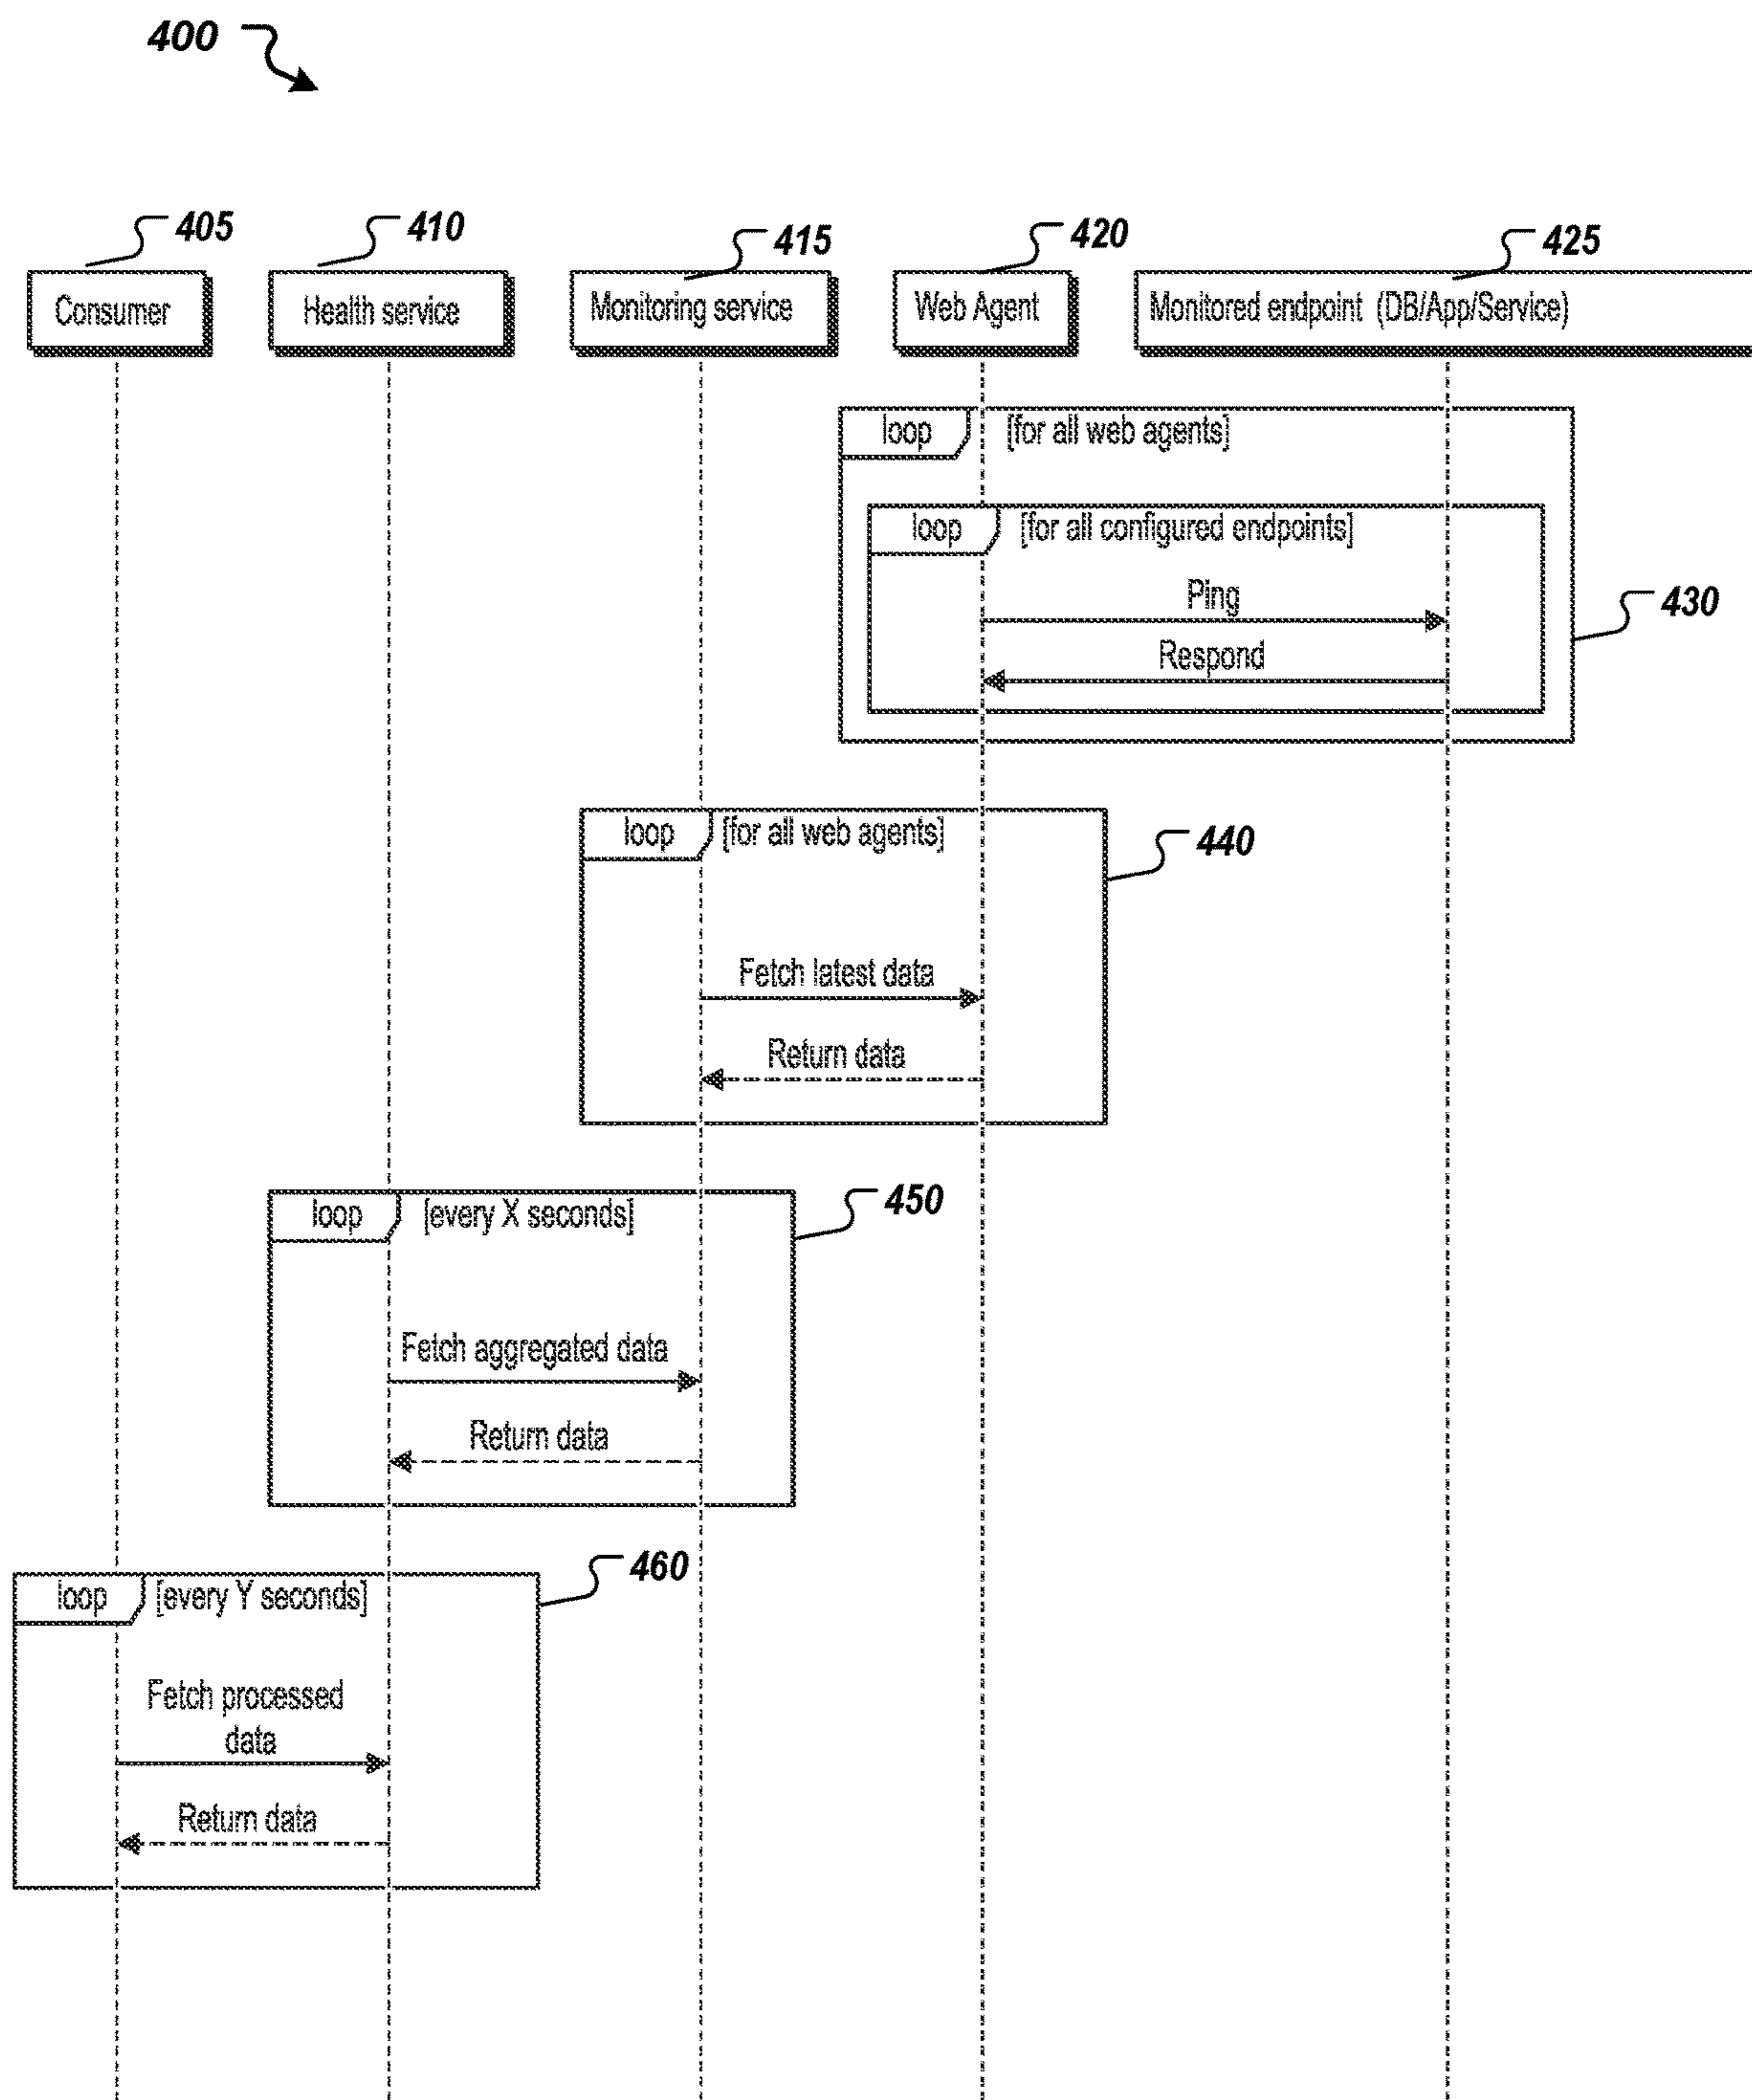 400
405
410
415
420
425
Consumer
Health service
Monitoring service
Web Agent
Monitored endpoint (DB/App/Service)
loop
[for all web agents]
loop
[for all configured endpoints]
Ping
430
Respond
loop
[for all web agents]
440
Fetch latest data
Return data
loop
[every X seconds]
450
Fetch aggregated data
Return data
loop
[every Y seconds]
460
Fetch processed
data
Return data